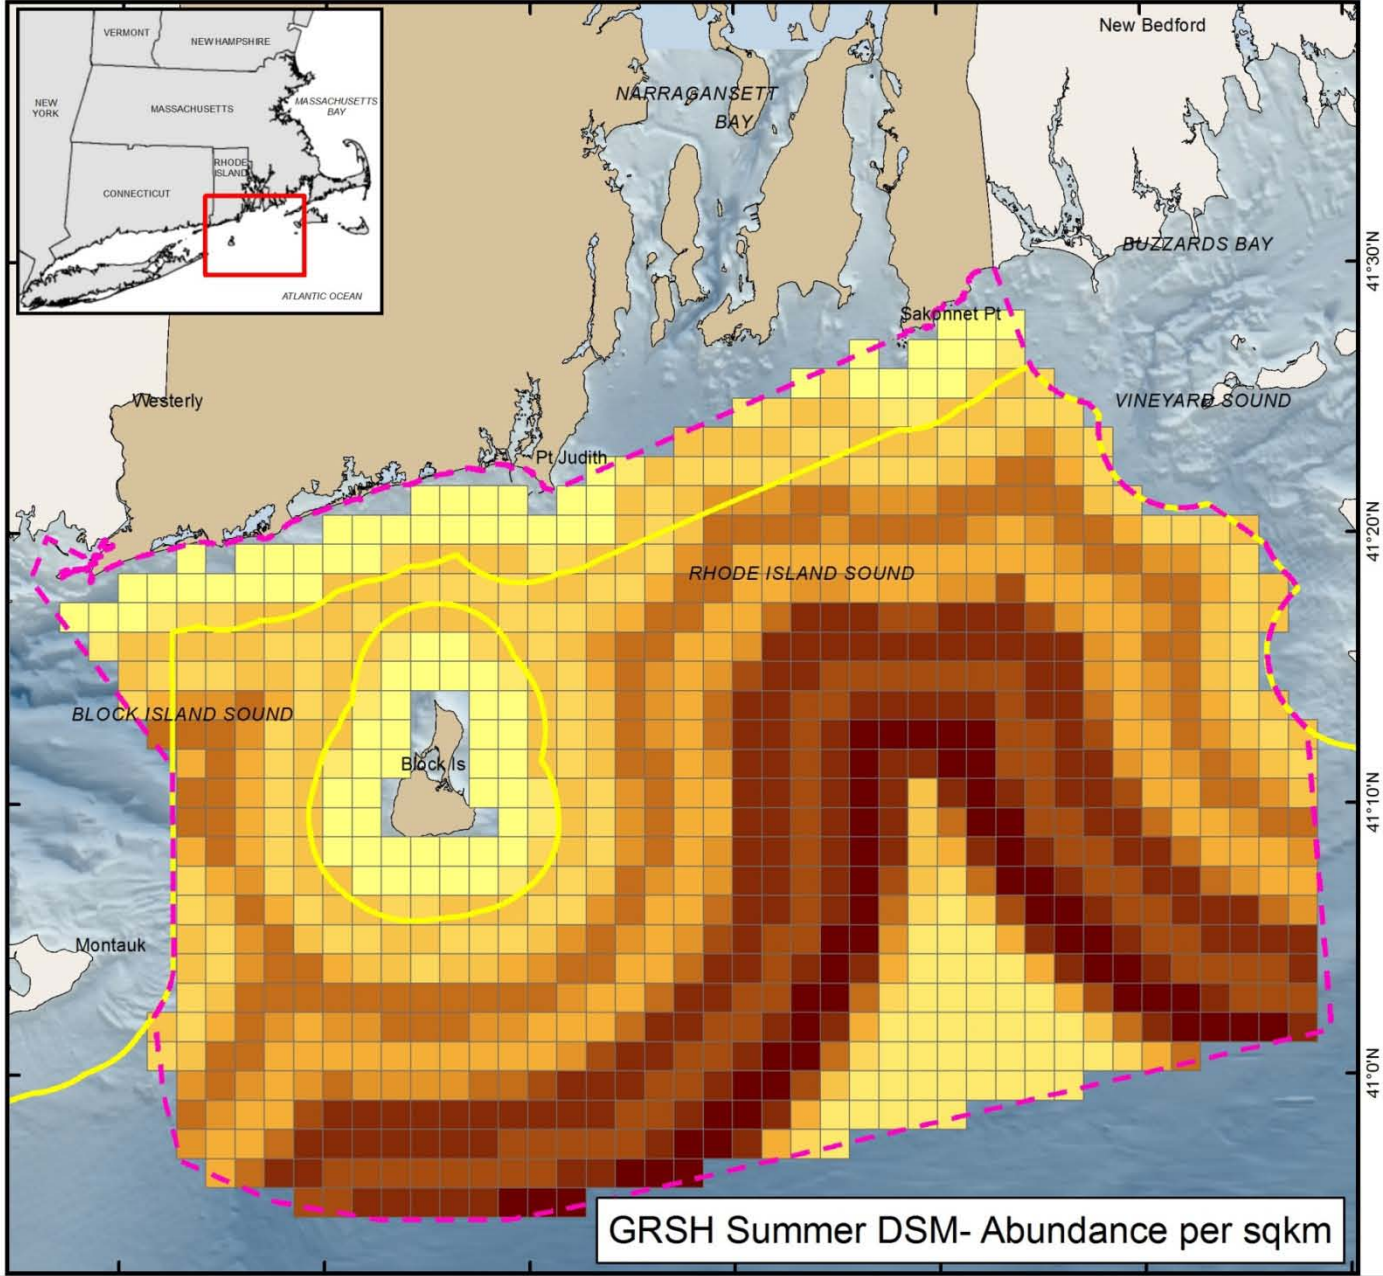 VERMONT
NEW HAMPSHIRE
NEW
YORK
MASSACHUSETTS
MASSACHUSETTS
BAY
RHODE
ISLAND
CONNECTICUT
ATLANTIC OCEAN
New Bedford
NARRAGANSETT
BAY
BUZZARDS BAY
41°30'N
Sakonnet Pt
Westerly
VINEYARD SOUND
Pt Judith
41°20'N
RHODE ISLAND SOUND
BLOCK ISLAND SOUND
Block Is
41°10'N
Montauk
41°0'N
GRSH Summer DSM- Abundance per sqkm